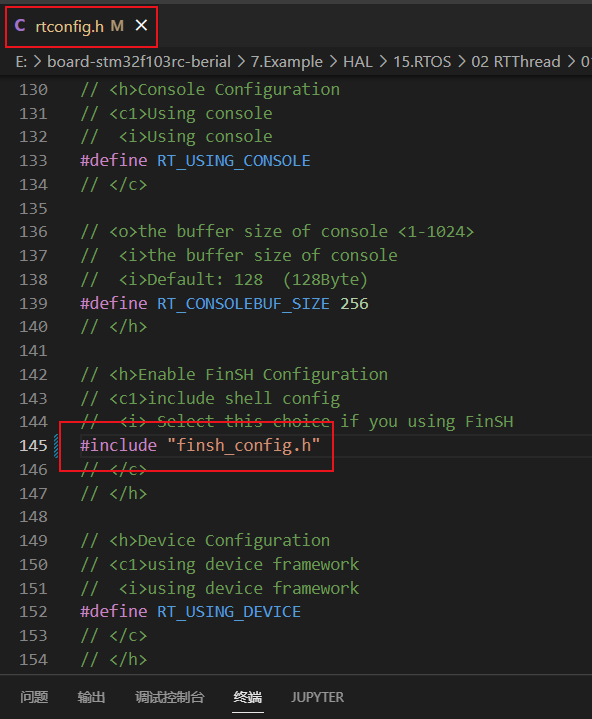 C rtconfig.h M ×
E: > board-stm32f103rc-berial > 7.Example > HAL > 15.RTOS > 02 RTThread > 01
130 // <h>Console Configuration
131 // <c1>Using console
132 //  <i>Using console
133 #define RT_USING_CONSOLE
134 // </c>
135
136 // <o>the buffer size of console <1-1024>
137 //  <i>the buffer size of console
138 //  <i>Default: 128  (128Byte)
139 #define RT_CONSOLEBUF_SIZE 256
140 // </h>
141
142 // <h>Enable FinSH Configuration
143 // <c1>include shell config
144 //  <i> Select this choice if you using FinSH
145 #include "finsh_config.h"
146 // </c>
147 // </h>
148
149 // <h>Device Configuration
150 // <c1>using device framework
151 //  <i>using device framework
152 #define RT_USING_DEVICE
153 // </c>
154 // </h>
问题 输出 调试控制台 终端 JUPYTER